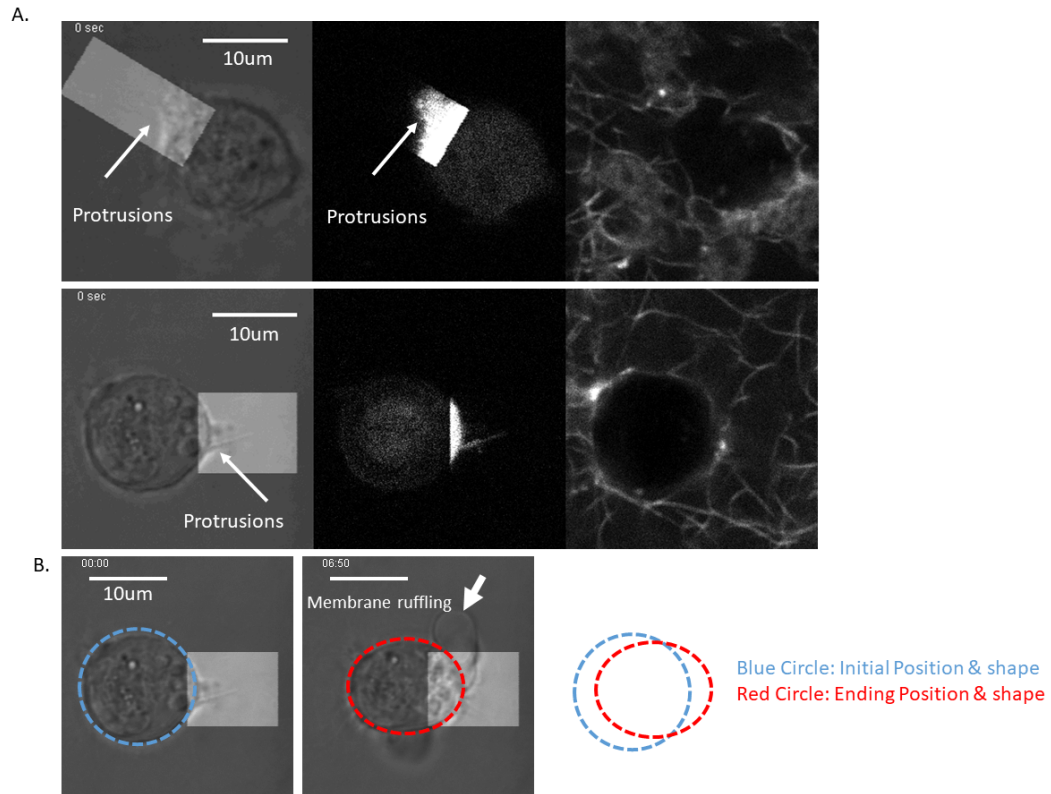 A.
0 sec
10um
Protrusions
Protrusions
0 sec
10um
Protrusions
B.
00:00
10um
06:50
Membrane ruffling
Blue Circle: Initial Position & shape
Red Circle: Ending Position & shape